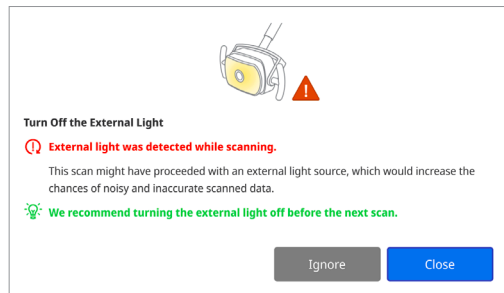 Turn Off the External Light
External light was detected while scanning.
This scan might have proceeded with an external light source, which would increase the
chances of noisy and inaccurate scanned data.
We recommend turning the external light off before the next scan.
Ignore
Close